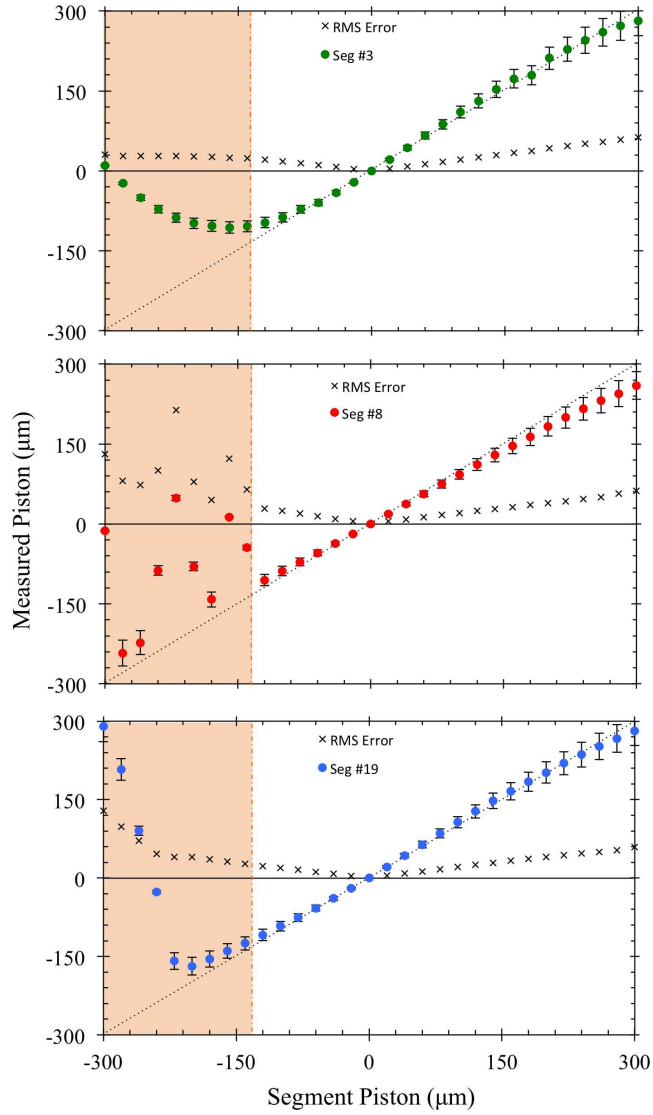 300
× RMS Error
Seg #3
150
0
-150
-300
300
× RMS Error
Seg #8
150
0
-150
-300
Measured Piston (μm)
300
× RMS Error
Seg #19
150
0
-150
-300
-300 -150 0 150 300
Segment Piston (μm)